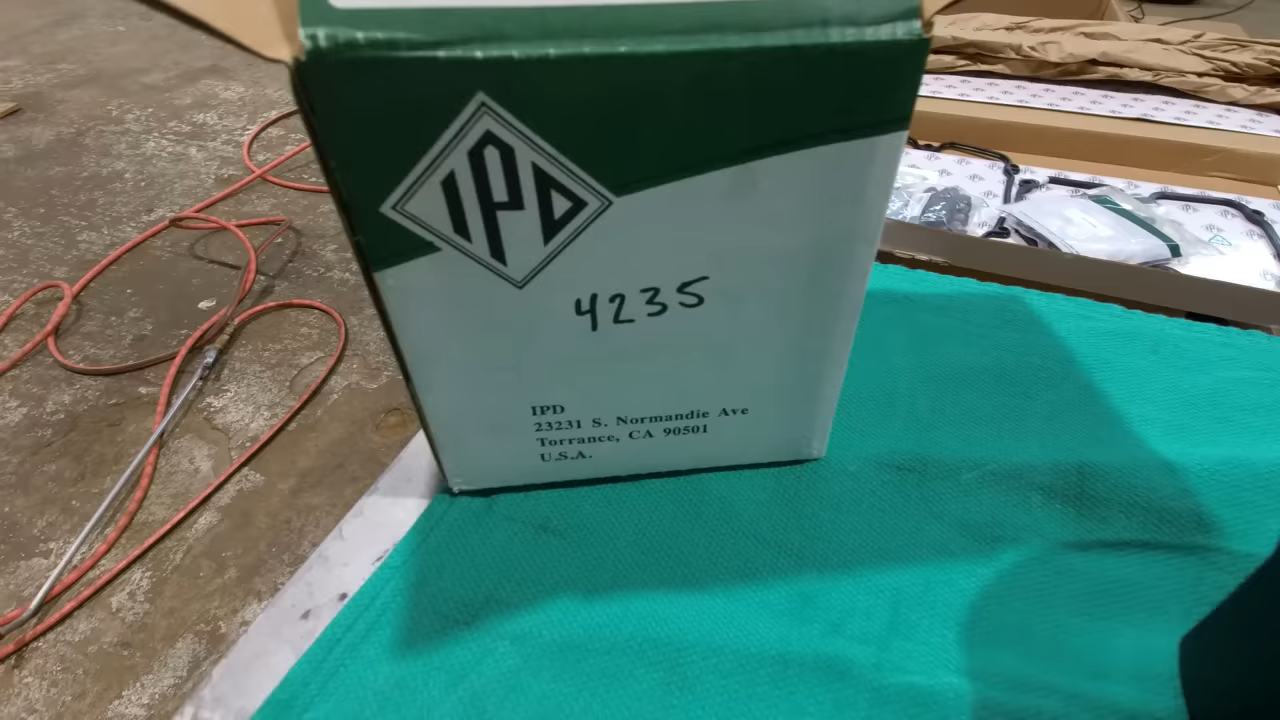 IPD
4235
IPD
23231 S. Normandie Ave
Torrance, CA 90501
U.S.A.